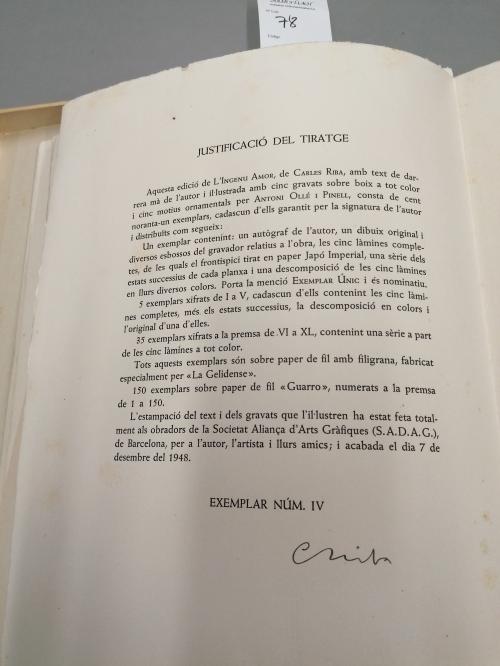 78
JUSTIFICACIÓ DEL TIRATGE
Aquesta edició de L'Ingenu Amor, de Carles Riba, amb text de dar-
rera mà de l'autor i il·lustrada amb cinc gravats sobre boix a tot color
i cinc motius ornamentals per Antoni Ollé i Pinell, consta de cent
noranta-un exemplars, cadascun d'ells garantit per la signatura de l'autor
i distribuïts com segueix:
Un exemplar contenint: un autògraf de l'autor, un dibuix original i
diversos esbossos del gravador relatius a l'obra, les cinc làmines comple-
tes, de les quals el frontispici tirat en paper Japó Imperial, una sèrie dels
estats successius de cada planxa i una descomposició de les cinc làmines
en llurs diversos colors. Porta la menció Exemplar Únic i és nominatiu.
5 exemplars xifrats de I a V, cadascun d'ells contenint les cinc làmi-
nes completes, més els estats successius, la descomposició en colors i
l'original d'una d'elles.
35 exemplars xifrats a la premsa de VI a XL, contenint una sèrie a part
de les cinc làmines a tot color.
Tots aquests exemplars són sobre paper de fil amb filigrana, fabricat
especialment per «La Gelidense».
150 exemplars sobre paper de fil «Guarro», numerats a la premsa
de 1 a 150.
L'estampació del text i dels gravats que l'il·lustren ha estat feta total-
ment als obradors de la Societat Aliança d'Arts Gràfiques (S.A.D.A.G.),
de Barcelona, per a l'autor, l'artista i llurs amics; i acabada el dia 7 de
desembre del 1948.
EXEMPLAR NÚM. IV
C Riba